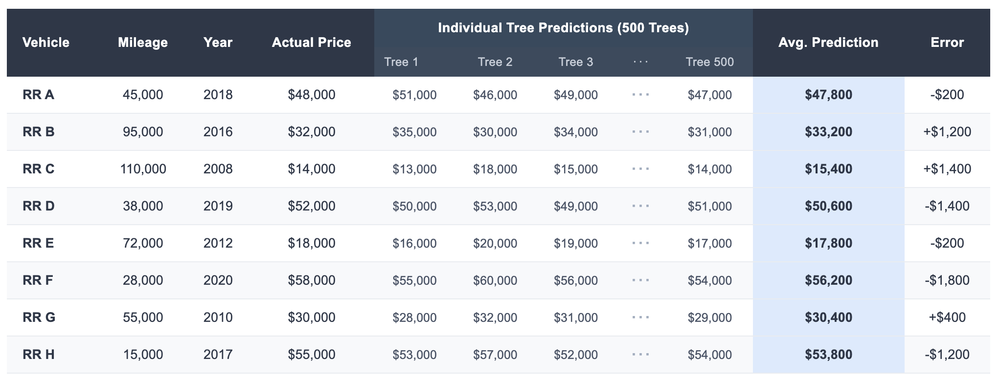 Individual Tree Predictions (500 Trees)
Vehicle Mileage Year Actual Price Avg. Prediction Error
Tree 1 Tree 2 Tree 3 ··· Tree 500
RR A 45,000 2018 $48,000 $51,000 $46,000 $49,000 ··· $47,000 $47,800 -$200
RR B 95,000 2016 $32,000 $35,000 $30,000 $34,000 ··· $31,000 $33,200 +$1,200
RR C 110,000 2008 $14,000 $13,000 $18,000 $15,000 ··· $14,000 $15,400 +$1,400
RR D 38,000 2019 $52,000 $50,000 $53,000 $49,000 ··· $51,000 $50,600 -$1,400
RR E 72,000 2012 $18,000 $16,000 $20,000 $19,000 ··· $17,000 $17,800 -$200
RR F 28,000 2020 $58,000 $55,000 $60,000 $56,000 ··· $54,000 $56,200 -$1,800
RR G 55,000 2010 $30,000 $28,000 $32,000 $31,000 ··· $29,000 $30,400 +$400
RR H 15,000 2017 $55,000 $53,000 $57,000 $52,000 ··· $54,000 $53,800 -$1,200